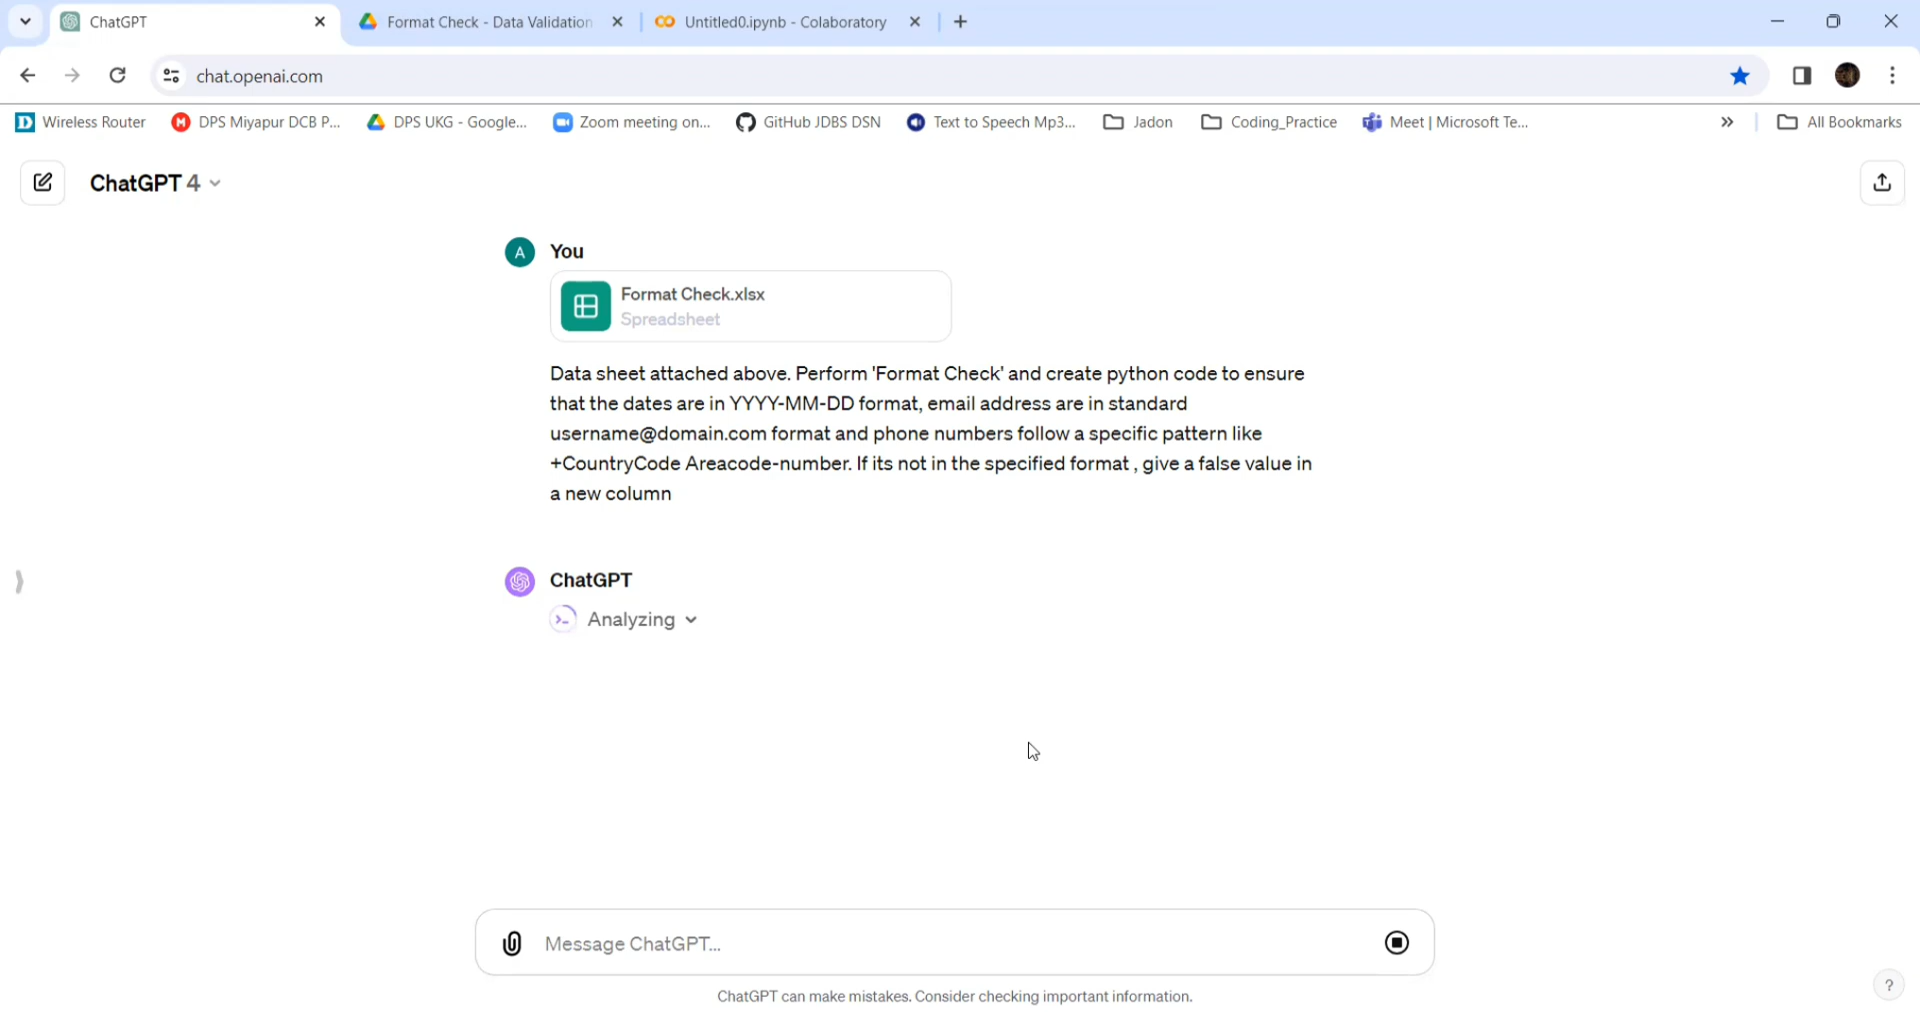 ChatGPT
Format Check - Data Validation
Untitled0.ipynb - Colaboratory
chat.openai.com
Wireless Router
DPS Miyapur DCB P...
DPS UKG - Google...
Zoom meeting on...
GitHub JDBS DSN
Text to Speech Mp3...
Jadon
Coding_Practice
Meet | Microsoft Te...
All Bookmarks
ChatGPT 4
A
You
Format Check.xlsx
Spreadsheet
Data sheet attached above. Perform 'Format Check' and create python code to ensure
that the dates are in YYYY-MM-DD format, email address are in standard
username@domain.com format and phone numbers follow a specific pattern like
+CountryCode Areacode-number. If its not in the specified format , give a false value in
a new column
ChatGPT
Analyzing
Message ChatGPT...
ChatGPT can make mistakes. Consider checking important information.
?